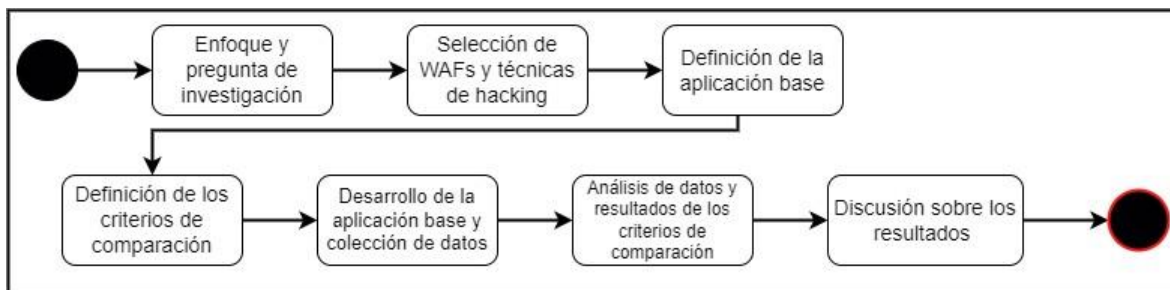 Enfoque y
pregunta de
investigación
Selección de
WAFs y técnicas
de hacking
Definición de la
aplicación base
Definición de los
criterios de
comparación
Desarrollo de la
aplicación base y
colección de datos
Análisis de datos y
resultados de los
criterios de
comparación
Discusión sobre los
resultados